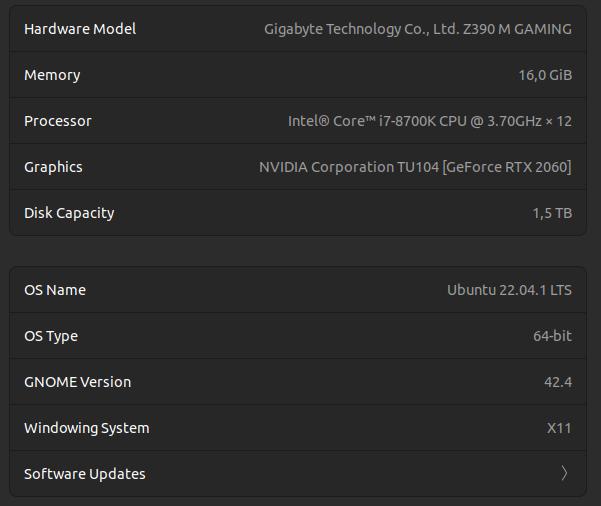 Hardware Model Gigabyte Technology Co., Ltd. Z390 M GAMING
Memory 16,0 GiB
Processor Intel® Core™ i7-8700K CPU @ 3.70GHz × 12
Graphics NVIDIA Corporation TU104 [GeForce RTX 2060]
Disk Capacity 1,5 TB
OS Name Ubuntu 22.04.1 LTS
OS Type 64-bit
GNOME Version 42.4
Windowing System X11
Software Updates